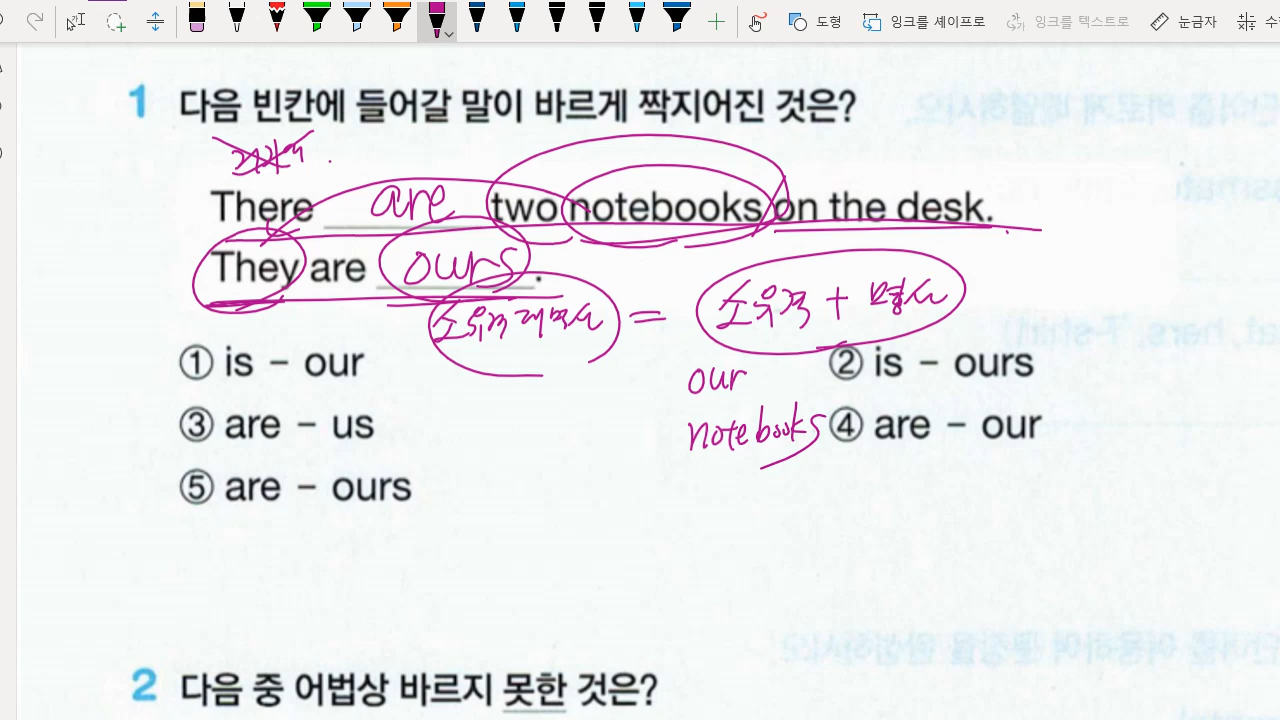 도형 잉크를 셰이프로 잉크를 텍스트로 눈금자 수
1 다음 빈칸에 들어갈 말이 바르게 짝지어진 것은?
There are two notebooks on the desk.
They are ours.
소유격 대명사 = 소유격 + 명사
our
notebooks
① is – our
② is – ours
③ are – us
④ are – our
⑤ are – ours
2 다음 중 어법상 바르지 못한 것은?